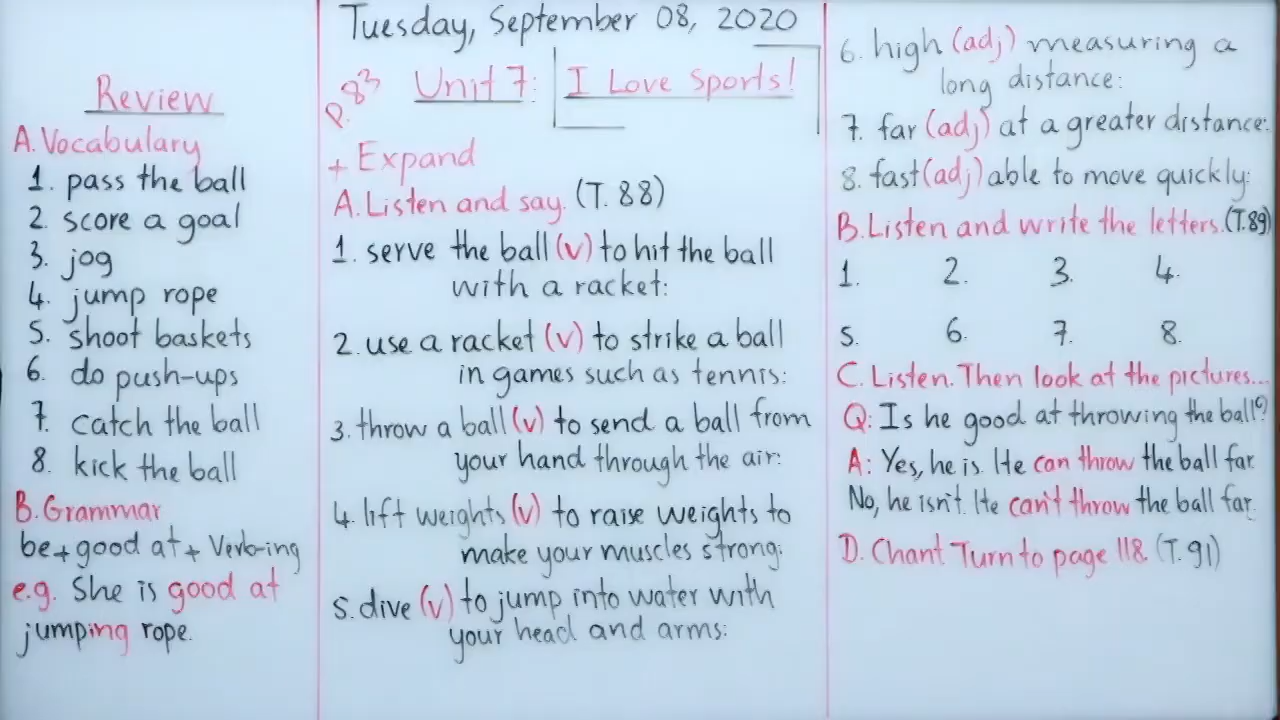 Tuesday, September 08, 2020
Review
A. Vocabulary
1. pass the ball
2. score a goal
3. jog
4. jump rope
5. shoot baskets
6. do push-ups
7. catch the ball
8. kick the ball
B. Grammar
be + good at + Verb-ing
e.g. She is good at
jumping rope.
P. 83 Unit 7: I Love Sports!
+ Expand
A. Listen and say. (T. 88)
1. serve the ball (v) to hit the ball
with a racket:
2. use a racket (v) to strike a ball
in games such as tennis:
3. throw a ball (v) to send a ball from
your hand through the air:
4. lift weights (v) to raise weights to
make your muscles strong:
5. dive (v) to jump into water with
your head and arms:
6. high (adj) measuring a
long distance:
7. far (adj) at a greater distance:
8. fast (adj) able to move quickly:
B. Listen and write the letters. (T.89)
1. 2. 3. 4.
5. 6. 7. 8.
C. Listen. Then look at the pictures...
Q: Is he good at throwing the ball?
A: Yes, he is. He can throw the ball far.
No, he isn't. He can't throw the ball far.
D. Chant Turn to page 118. (T. 91)